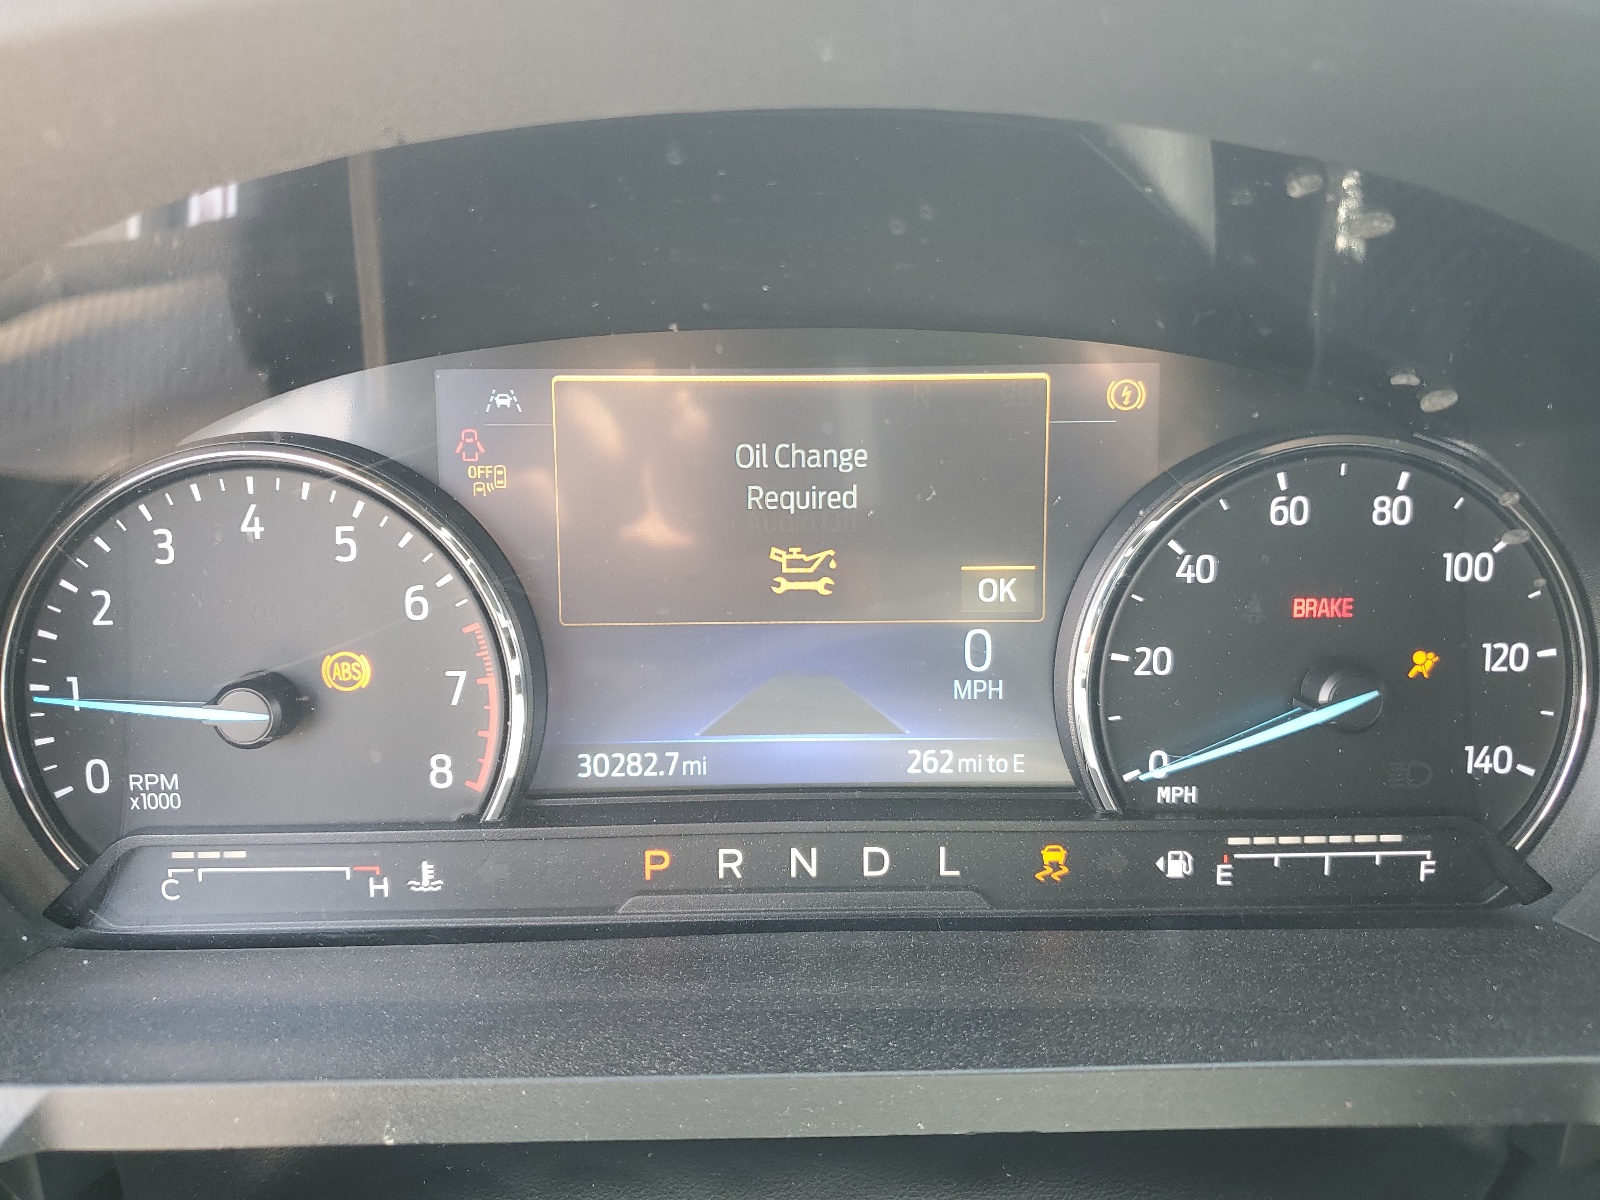 Oil Change
Required
OK
OFF
0
MPH
30282.7 mi
262 mi to E
0
1
2
3
4
5
6
7
8
RPM
x1000
ABS
0
20
40
60
80
100
120
140
MPH
BRAKE
C
H
P R N D L
E
F